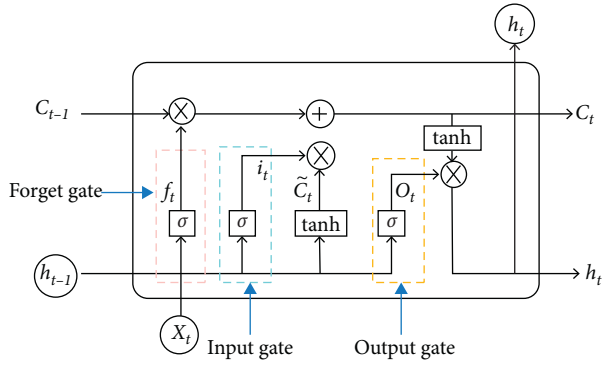 h_t
C_{t-1}
C_t
tanh
Forget gate
f_t
i_t
C̃_t
O_t
σ
σ
tanh
σ
h_{t-1}
h_t
X_t
Input gate
Output gate